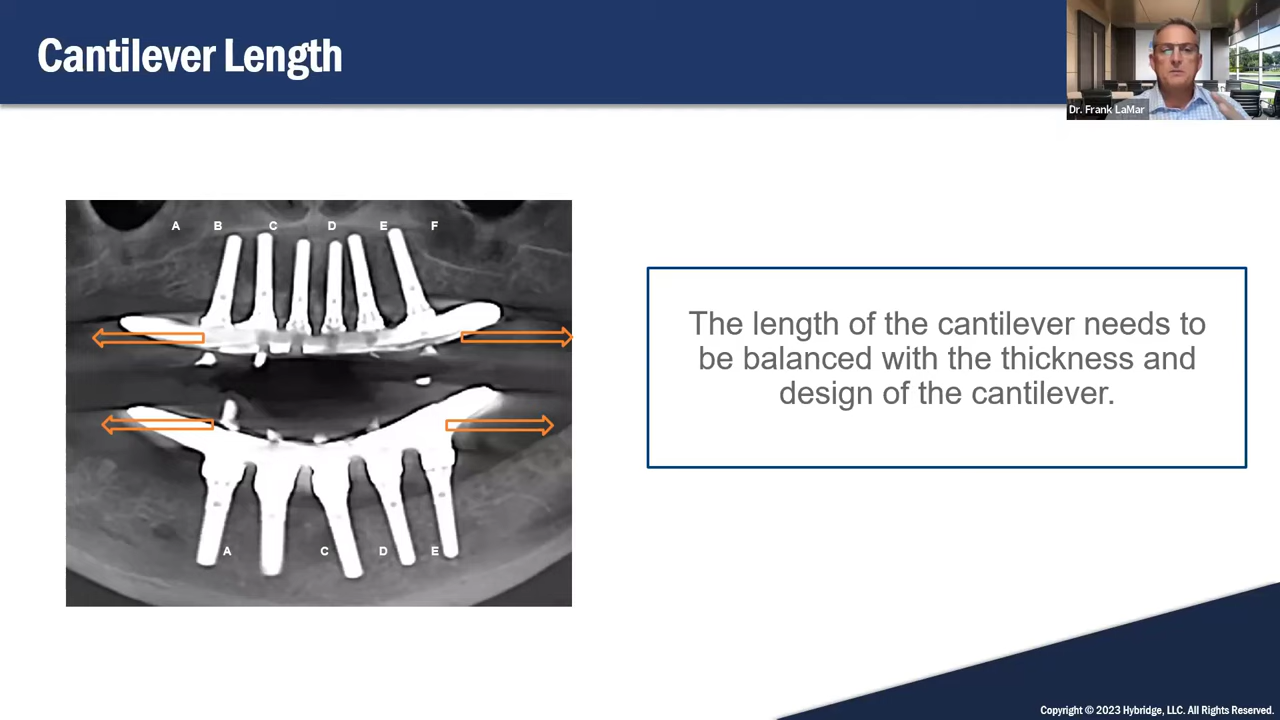 Cantilever Length
Dr. Frank LaMar
A B C D E F
The length of the cantilever needs to
be balanced with the thickness and
design of the cantilever.
A C D E
Copyright © 2023 Hybridge, LLC. All Rights Reserved.